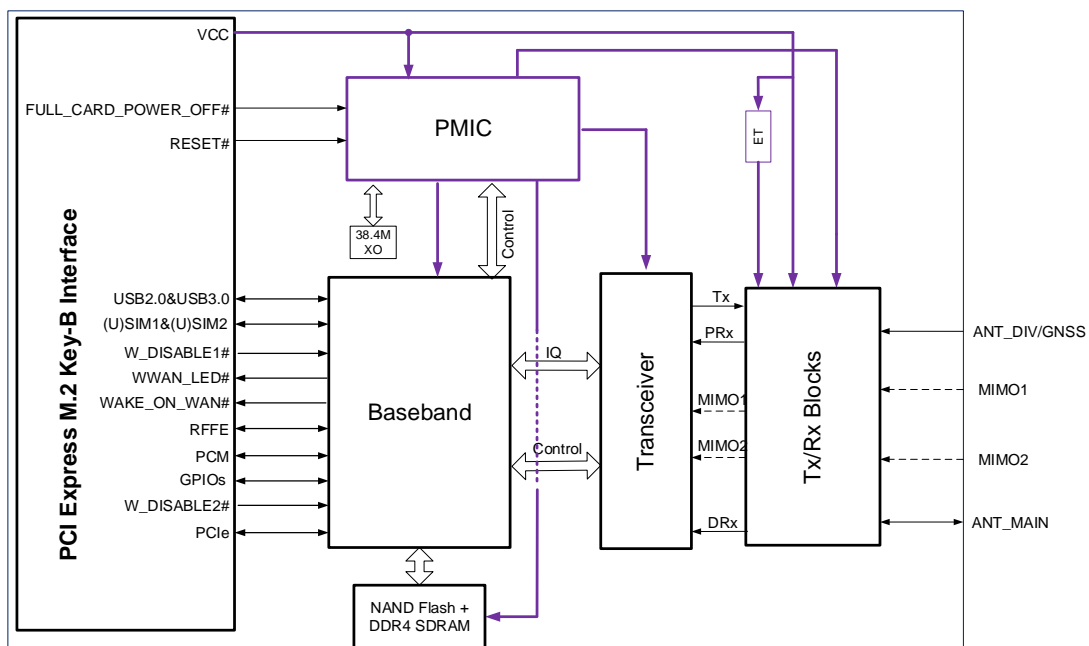 PCI Express M.2 Key-B Interface
VCC
FULL_CARD_POWER_OFF#
RESET#
USB2.0&USB3.0
(U)SIM1&(U)SIM2
W_DISABLE1#
WWAN_LED#
WAKE_ON_WAN#
RFFE
PCM
GPIOs
W_DISABLE2#
PCIe
PMIC
38.4M
XO
Control
ET
Baseband
IQ
Control
NAND Flash +
DDR4 SDRAM
Transceiver
Tx
PRx
MIMO1
MIMO2
DRx
Tx/Rx Blocks
ANT_DIV/GNSS
MIMO1
MIMO2
ANT_MAIN